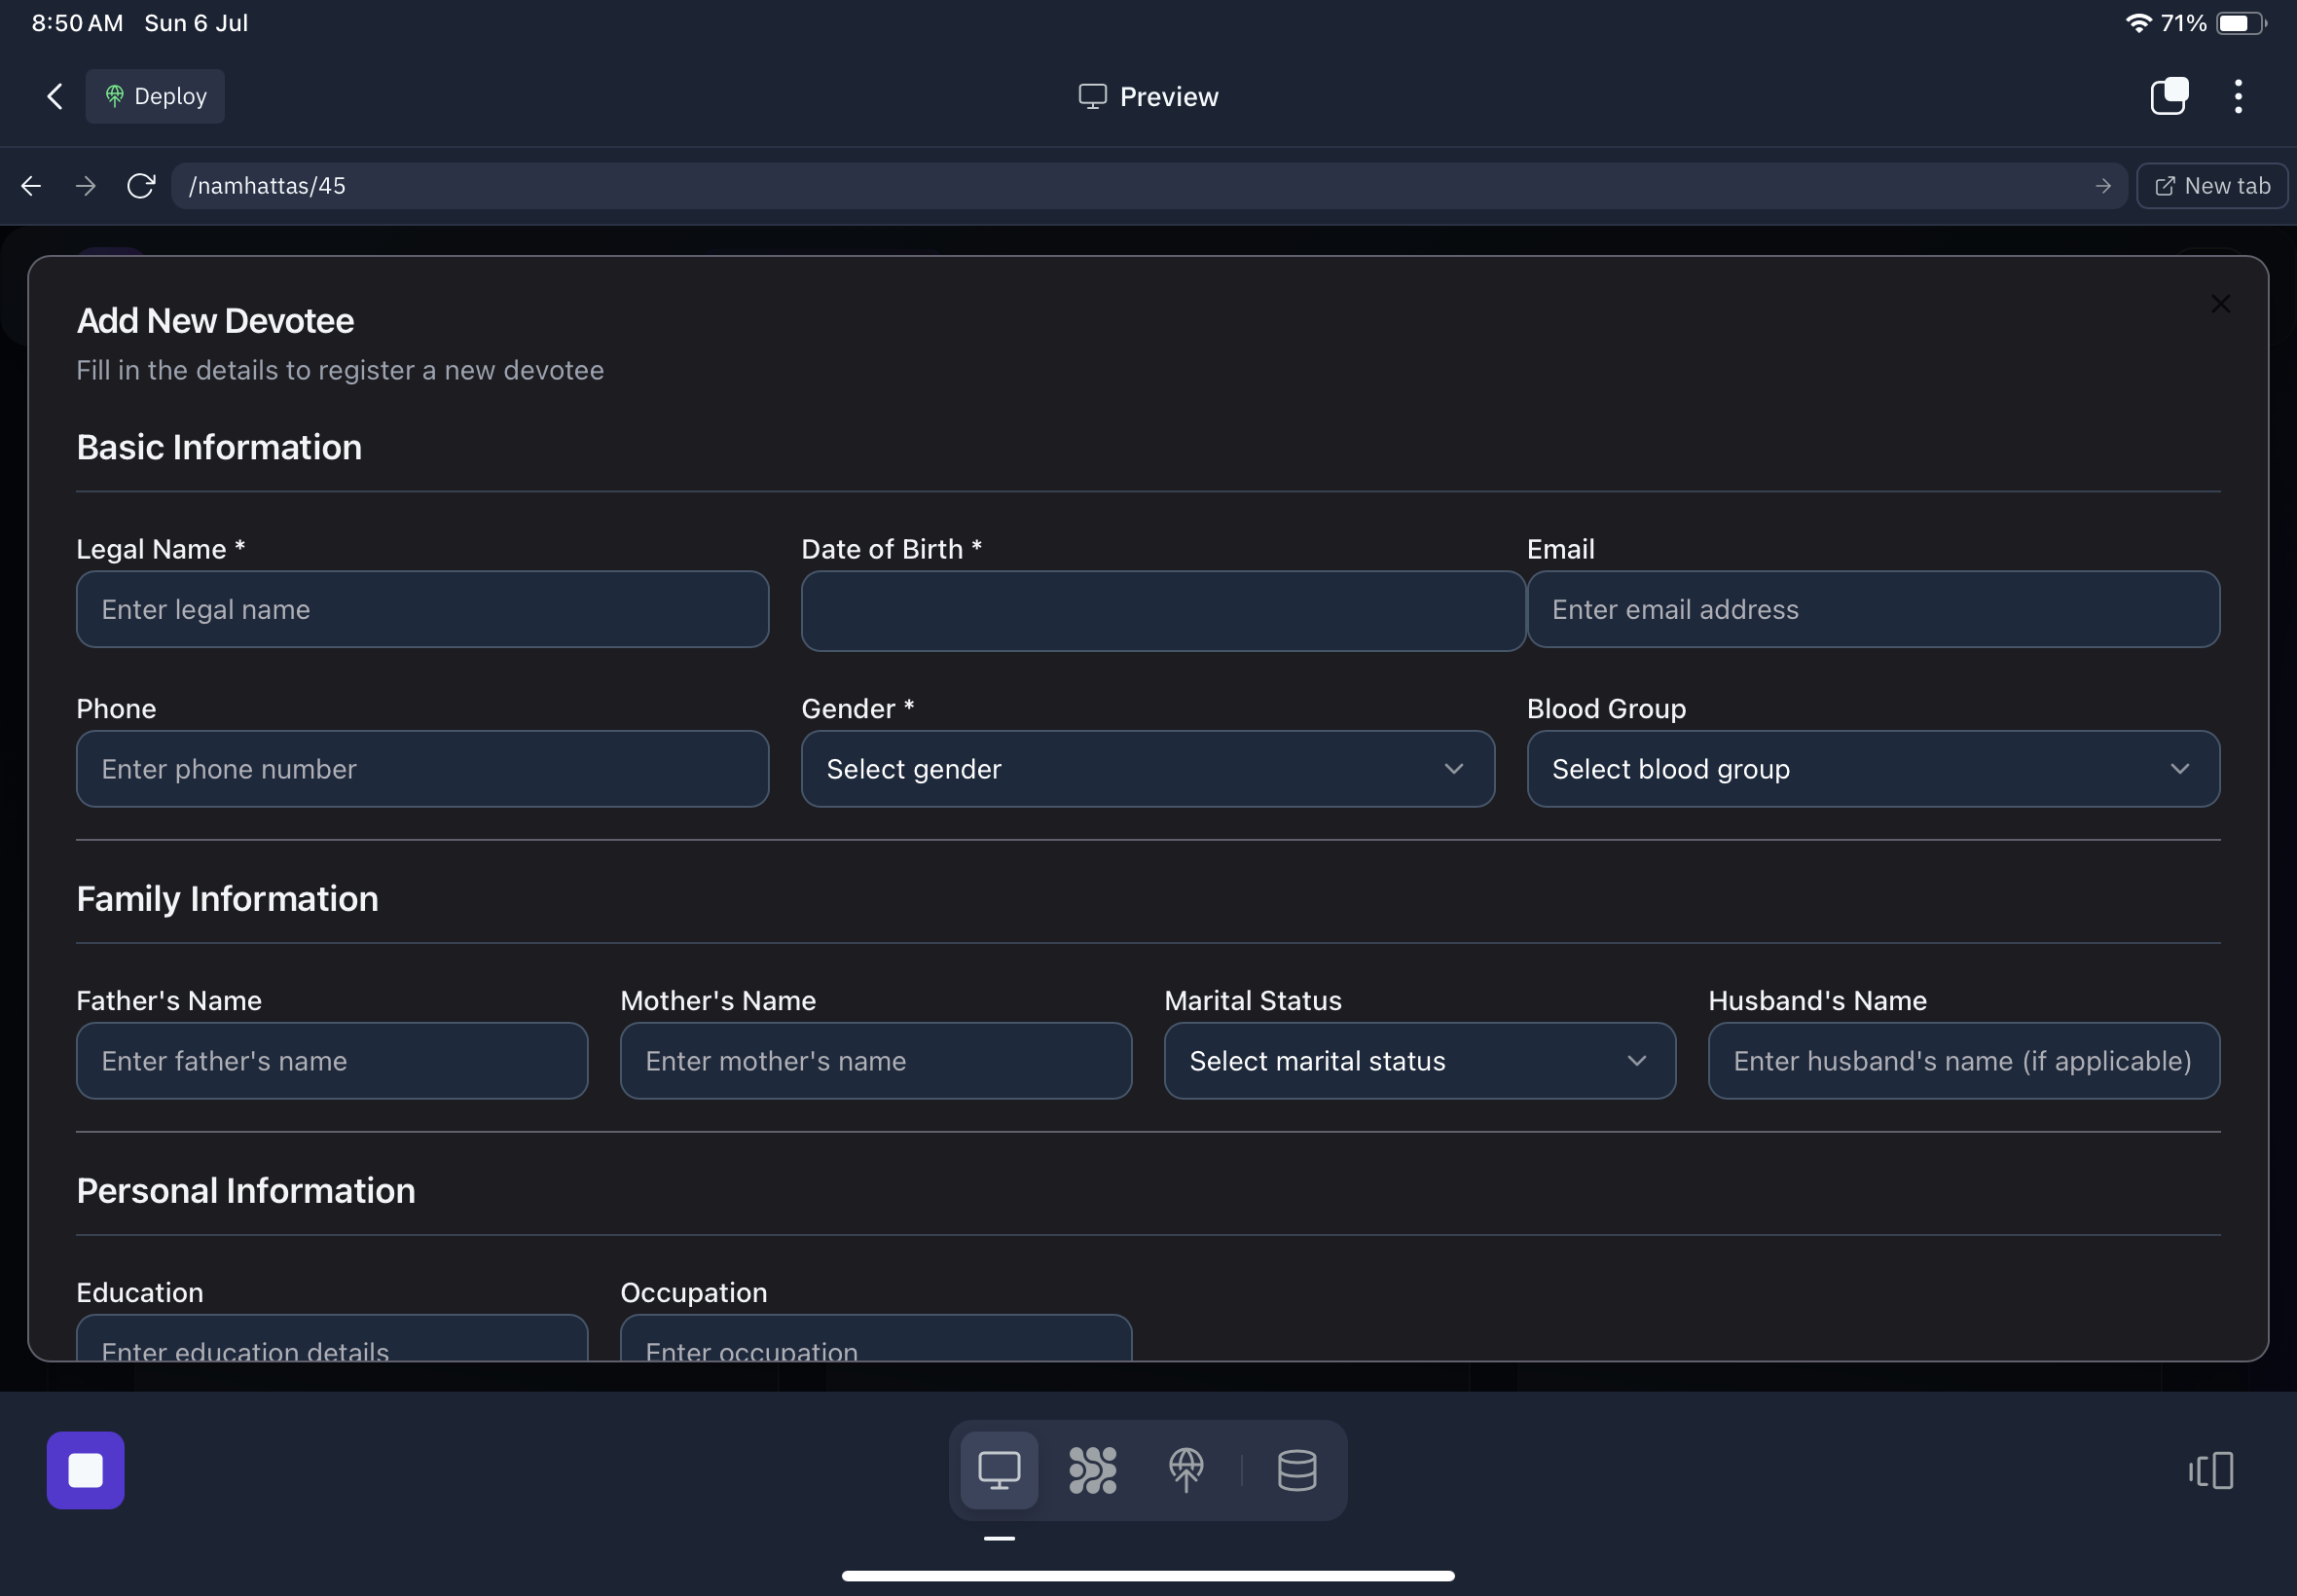 8:50 AM Sun 6 Jul 71%
Deploy Preview
/namhattas/45 New tab
Add New Devotee
Fill in the details to register a new devotee
Basic Information
Legal Name * Date of Birth * Email
Enter legal name Enter email address
Phone Gender * Blood Group
Enter phone number Select gender Select blood group
Family Information
Father's Name Mother's Name Marital Status Husband's Name
Enter father's name Enter mother's name Select marital status Enter husband's name (if applicable)
Personal Information
Education Occupation
Enter education details Enter occupation